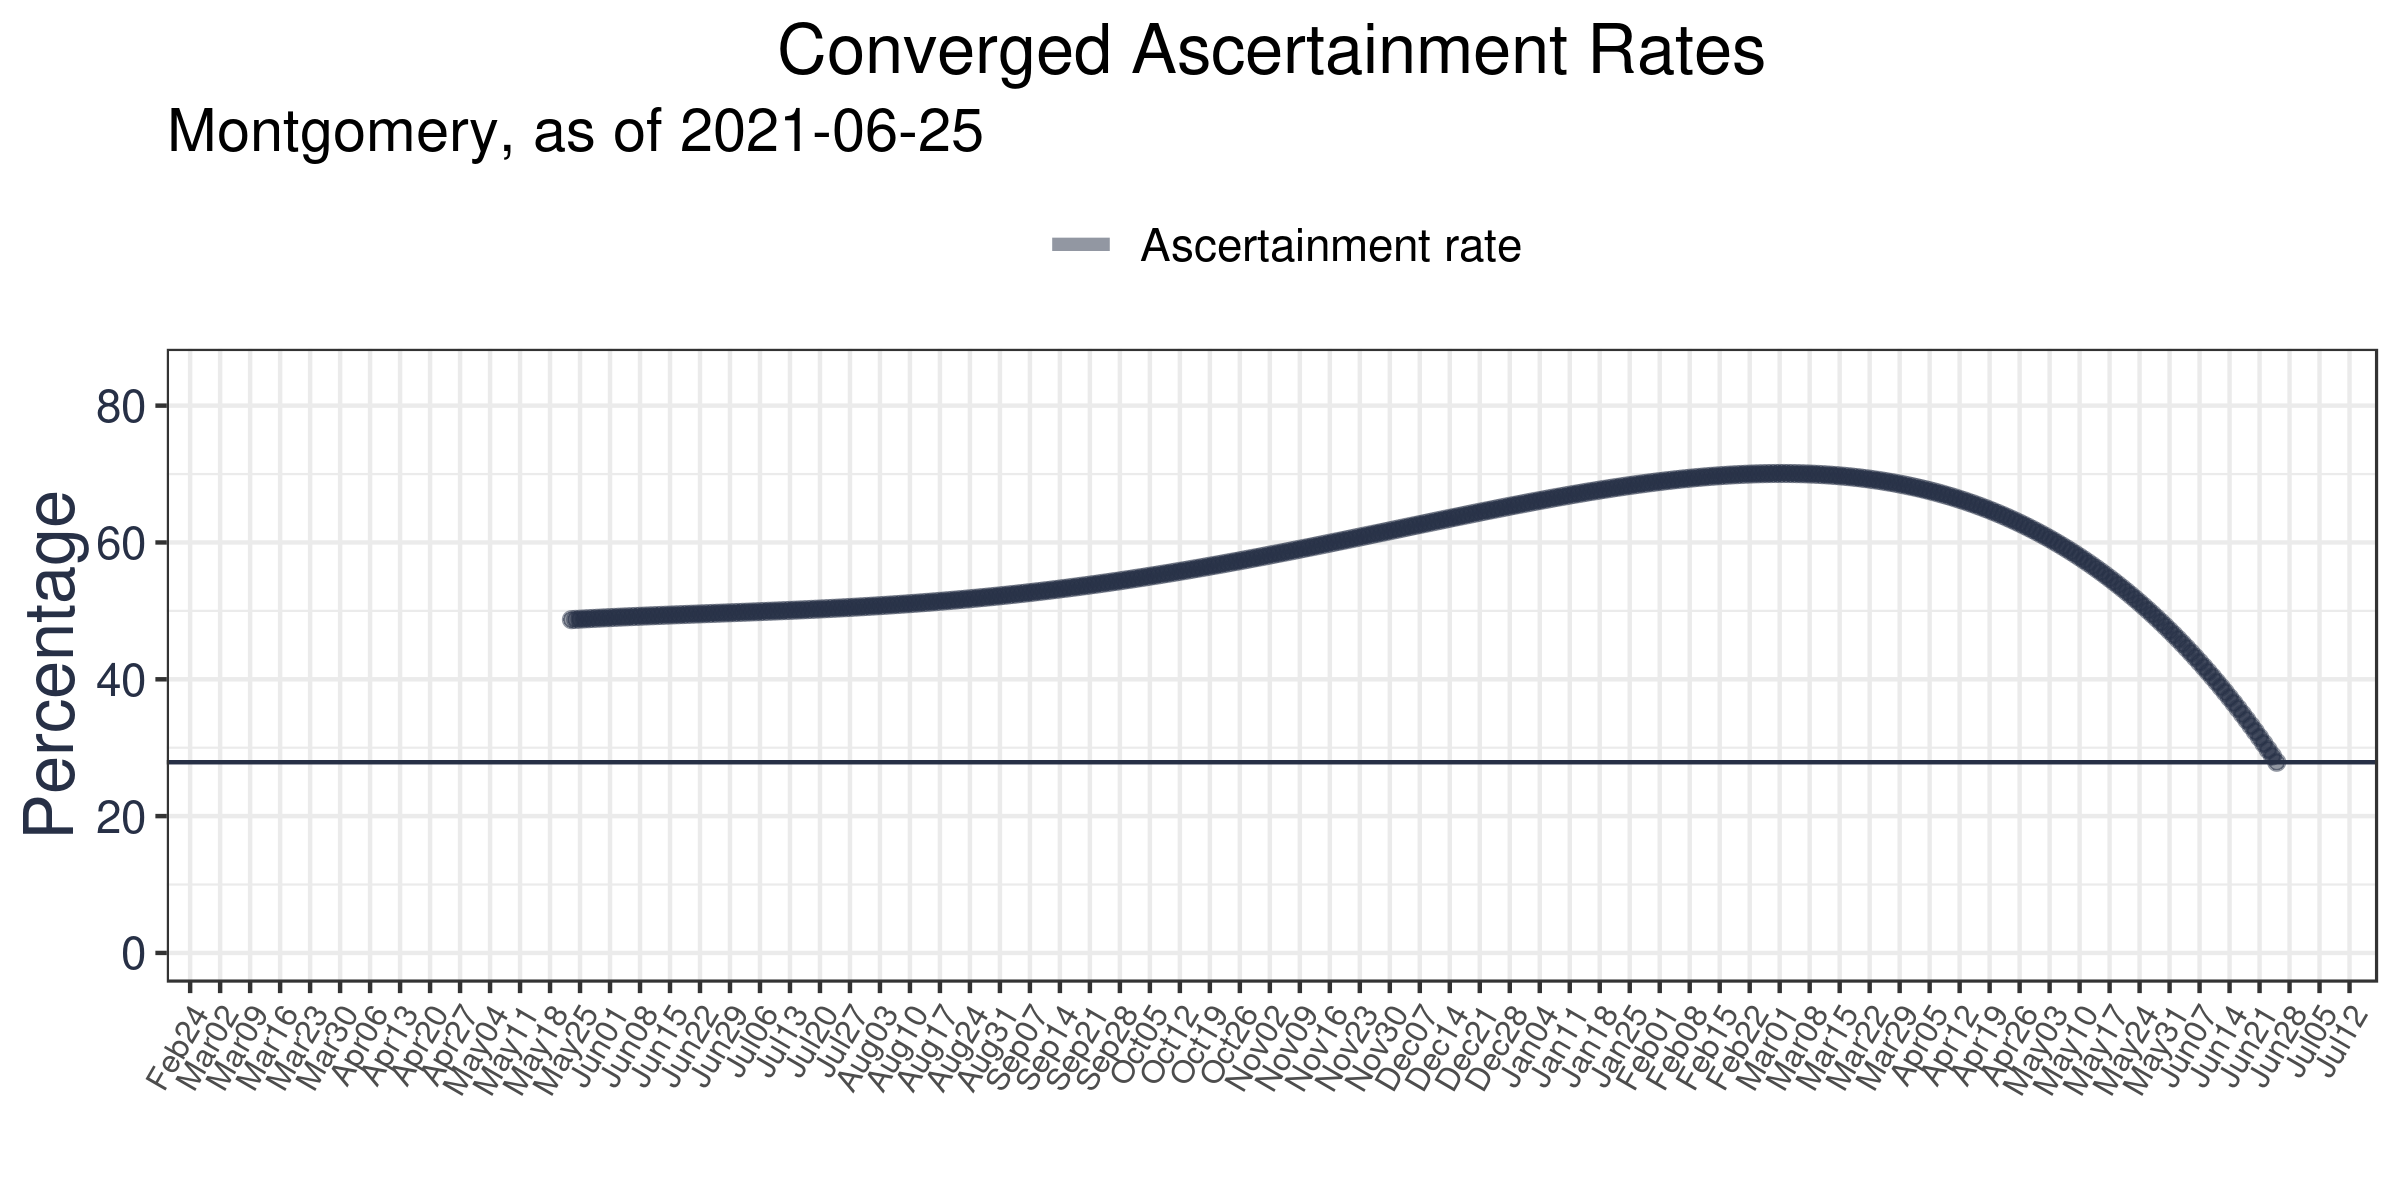 Converged Ascertainment Rates
Montgomery, as of 2021-06-25
Ascertainment rate
Percentage
80
60
40
20
0
Feb24 Mar02 Mar09 Mar16 Mar23 Mar30 Apr06 Apr13 Apr20 Apr27 May04 May11 May18 May25 Jun01 Jun08 Jun15 Jun22 Jun29 Jul06 Jul13 Jul20 Jul27 Aug03 Aug10 Aug17 Aug24 Aug31 Sep07 Sep14 Sep21 Sep28 Oct05 Oct12 Oct19 Oct26 Nov02 Nov09 Nov16 Nov23 Nov30 Dec07 Dec14 Dec21 Dec28 Jan04 Jan11 Jan18 Jan25 Feb01 Feb08 Feb15 Feb22 Mar01 Mar08 Mar15 Mar22 Mar29 Apr05 Apr12 Apr19 Apr26 May03 May10 May17 May24 May31 Jun07 Jun14 Jun21 Jun28 Jul05 Jul12